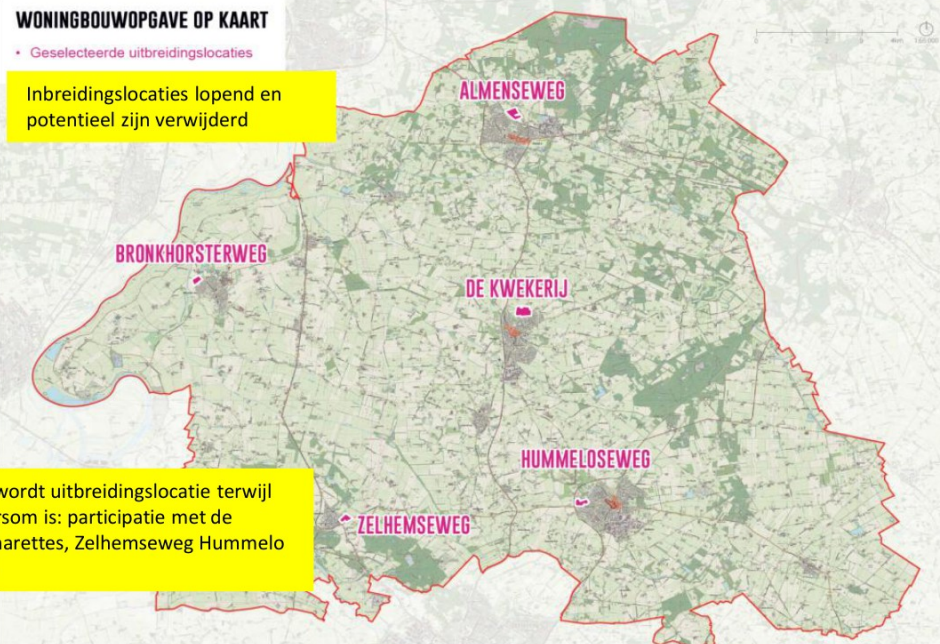 WONINGBOUWOPGAVE OP KAART
• Geselecteerde uitbreidingslocaties
Inbreidingslocaties lopend en
potentieel zijn verwijderd
ALMENSEWEG
BRONKHORSTERWEG
DE KWEKERIJ
HUMMELOSEWEG
ZELHEMSEWEG
wordt uitbreidingslocatie terwijl
rsom is: participatie met de
narettes, Zelhemseweg Hummelo